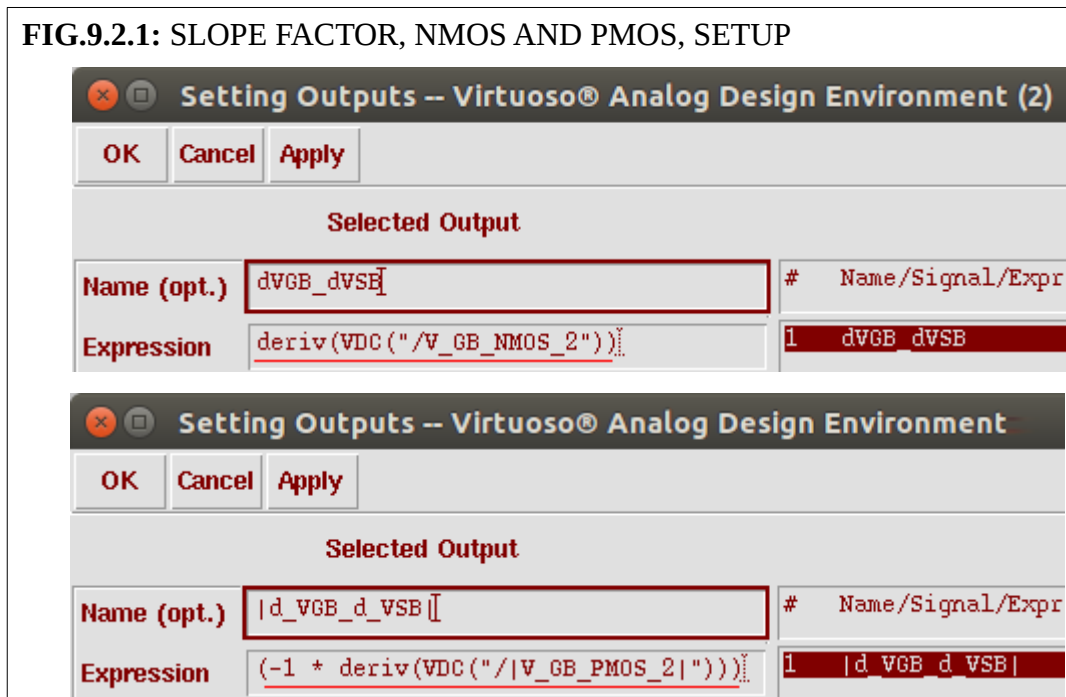 FIG.9.2.1: SLOPE FACTOR, NMOS AND PMOS, SETUP
Setting Outputs -- Virtuoso® Analog Design Environment (2)
OK Cancel Apply
Selected Output
Name (opt.) dVGB_dVSB # Name/Signal/Expr
Expression deriv(VDC("/V_GB_NMOS_2")) 1 dVGB_dVSB
Setting Outputs -- Virtuoso® Analog Design Environment
OK Cancel Apply
Selected Output
Name (opt.) |d_VGB_d_VSB| # Name/Signal/Expr
Expression (-1 * deriv(VDC("/|V_GB_PMOS_2|"))) 1 |d_VGB_d_VSB|